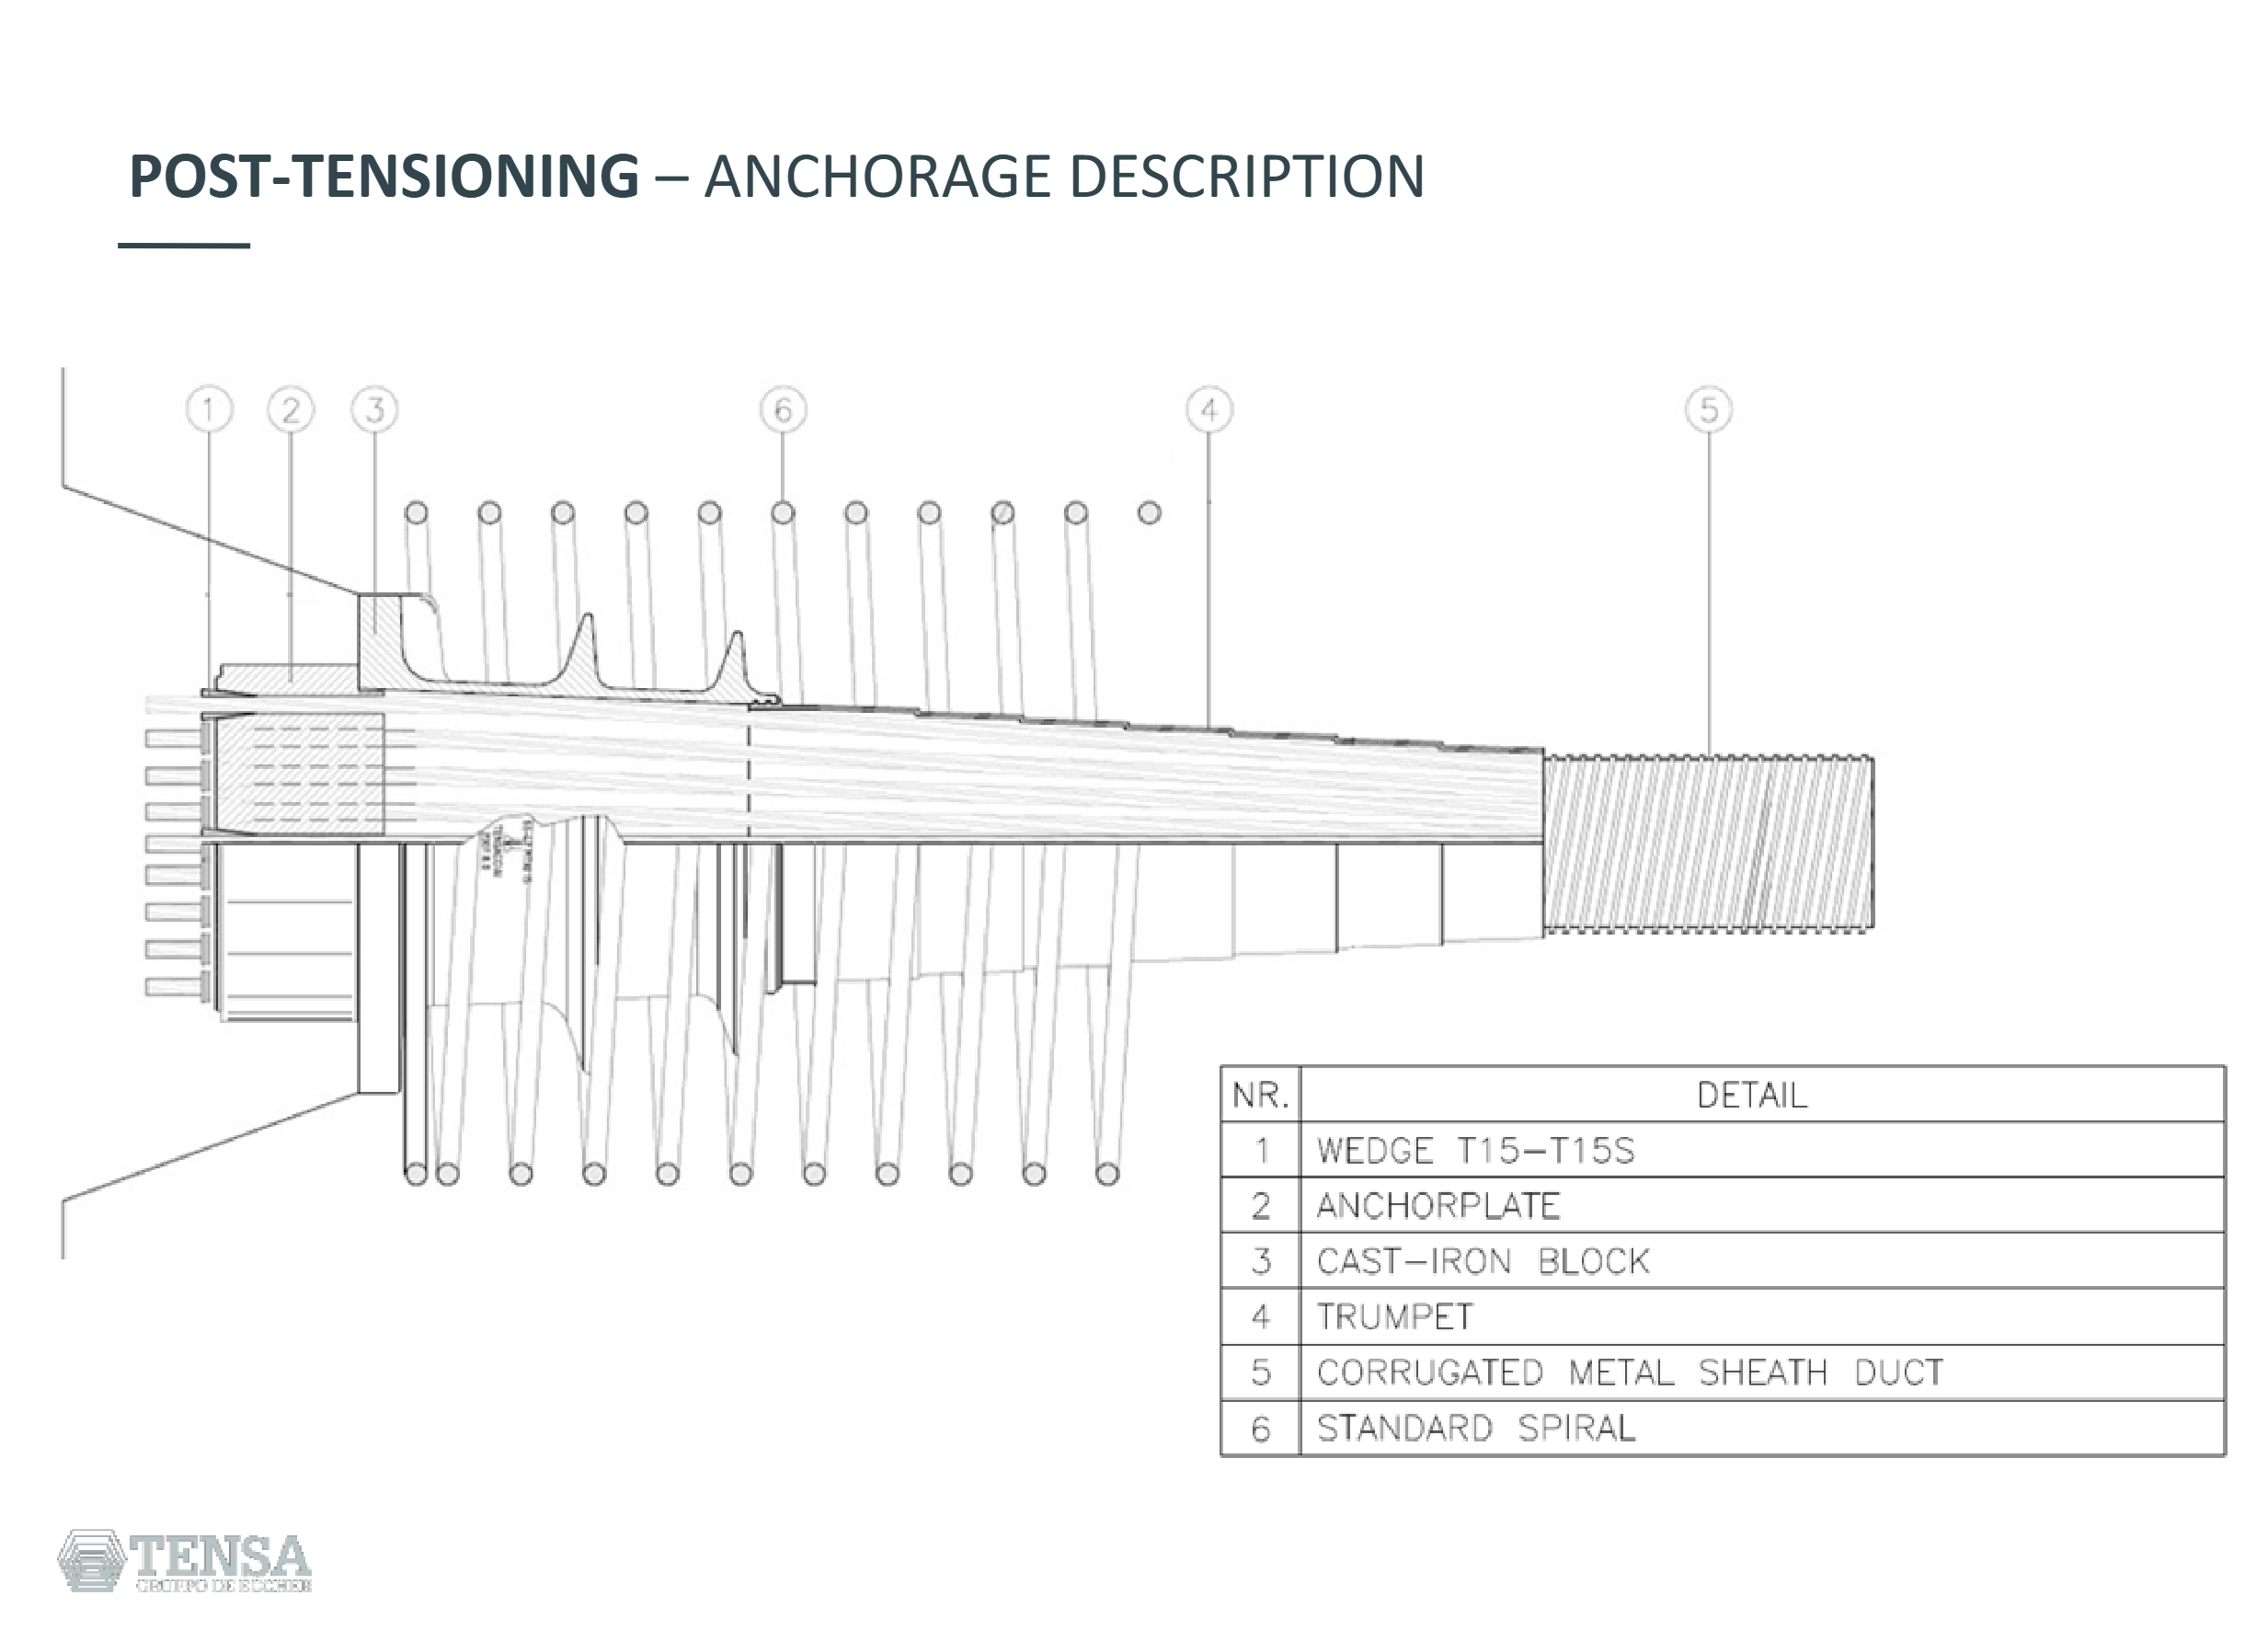 POST-TENSIONING – ANCHORAGE DESCRIPTION
1 2 3 6 4 5
NR. DETAIL
1 WEDGE T15-T15S
2 ANCHORPLATE
3 CAST-IRON BLOCK
4 TRUMPET
5 CORRUGATED METAL SHEATH DUCT
6 STANDARD SPIRAL
TENSA
GRUPPO DE ECCHER